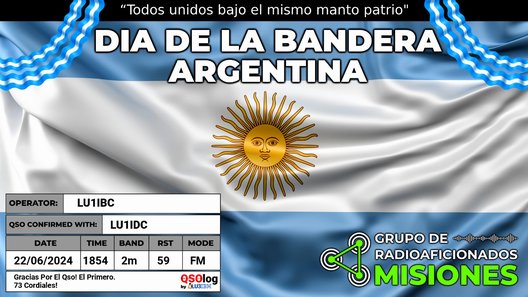 “Todos unidos bajo el mismo manto patrio"
DIA DE LA BANDERA
ARGENTINA
OPERATOR: LU1IBC
QSO CONFIRMED WITH: LU1IDC
DATE TIME BAND RST MODE
22/06/2024 1854 2m 59 FM
Gracias Por El Qso! El Primero.
73 Cordiales!
QSOlog
GRUPO DE
RADIOAFICIONADOS
MISIONES